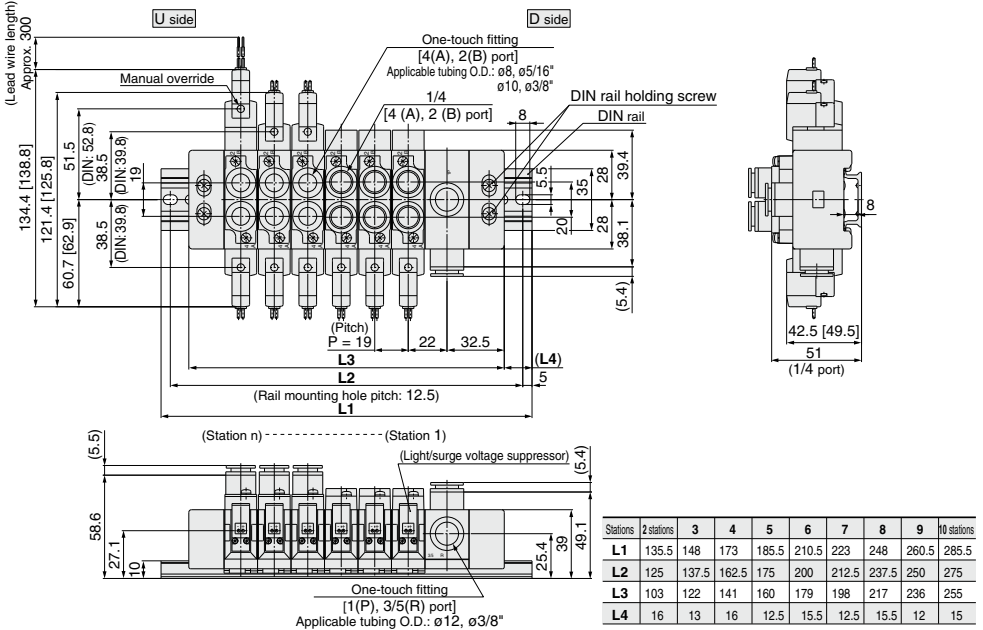 U side
D side
(Lead wire length)
Approx. 300
Manual override
One-touch fitting
[4(A), 2(B) port]
Applicable tubing O.D.: ø8, ø5/16"
ø10, ø3/8"
1/4
[4 (A), 2 (B) port]
DIN rail holding screw
DIN rail
8
134.4 [138.8]
121.4 [125.8]
60.7 [62.9]
51.5
(DIN: 52.8)
38.5
(DIN: 39.8)
19
38.5
(DIN: 39.8)
5.5
20
35
28
28
39.4
38.1
(5.4)
8
42.5 [49.5]
51
(1/4 port)
(Pitch)
P = 19
22
32.5
L3
(L4)
L2
5
(Rail mounting hole pitch: 12.5)
L1
(Station n)
(Station 1)
(Light/surge voltage suppressor)
(5.5)
58.6
27.1
10
(5.4)
25.4
39
49.1
One-touch fitting
[1(P), 3/5(R) port]
Applicable tubing O.D.: ø12, ø3/8"
Stations 2 stations 3 4 5 6 7 8 9 10 stations
L1 135.5 148 173 185.5 210.5 223 248 260.5 285.5
L2 125 137.5 162.5 175 200 212.5 237.5 250 275
L3 103 122 141 160 179 198 217 236 255
L4 16 13 16 12.5 15.5 12.5 15.5 12 15